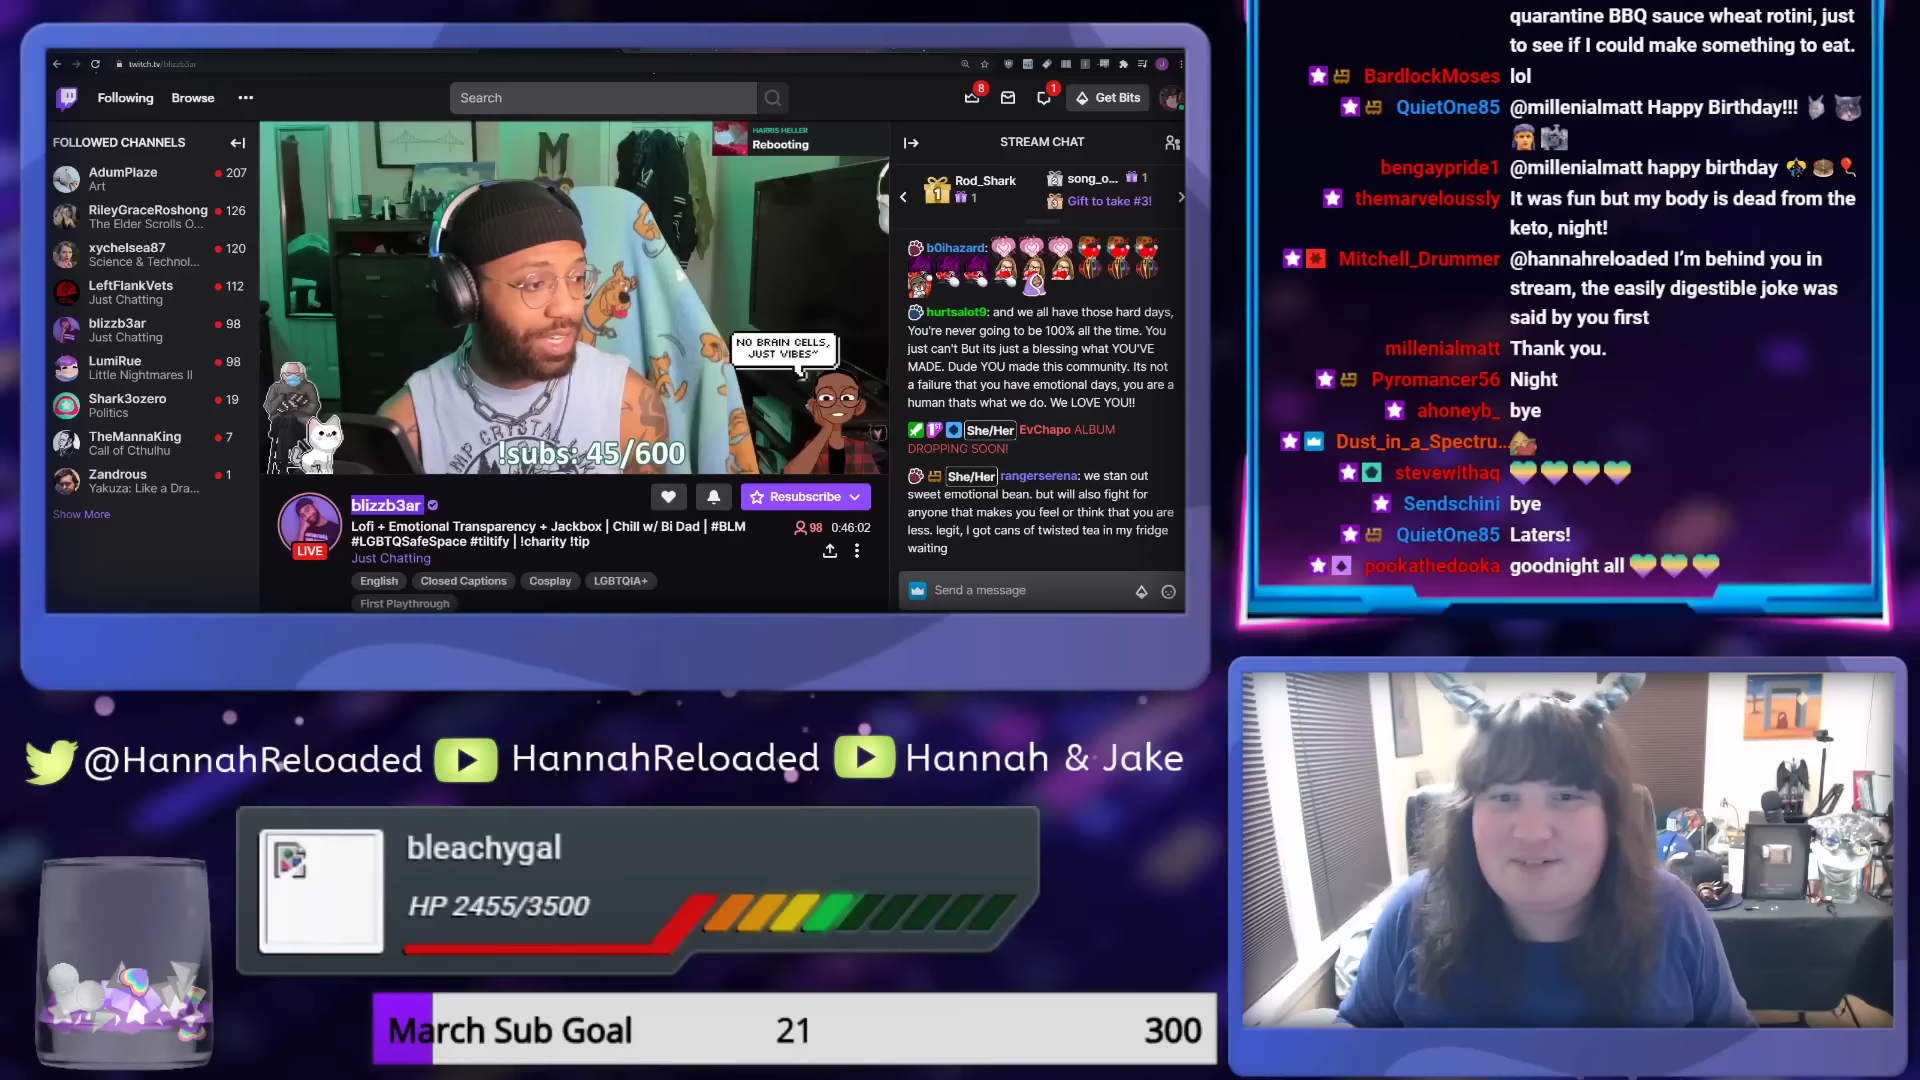 twitch.tv/blizzb3ar
Following
Browse
Search
8
1
Get Bits
FOLLOWED CHANNELS
AdumPlaze
207
Art
RileyGraceRoshong
126
The Elder Scrolls O...
xychelsea87
120
Science & Technol...
LeftFlankVets
112
Just Chatting
blizzb3ar
98
Just Chatting
LumiRue
98
Little Nightmares II
Shark3ozero
19
Politics
TheMannaKing
7
Call of Cthulhu
Zandrous
1
Yakuza: Like a Dra...
Show More
HARRIS HELLER
Rebooting
NO BRAIN CELLS,
JUST VIBES~
!subs: 45/600
LIVE
blizzb3ar
Resubscribe
Lofi + Emotional Transparency + Jackbox | Chill w/ Bi Dad | #BLM
#LGBTQSafeSpace #tiltify | !charity !tip
98
0:46:02
Just Chatting
English
Closed Captions
Cosplay
LGBTQIA+
First Playthrough
STREAM CHAT
1
Rod_Shark
1
2
song_o...
1
3
Gift to take #3!
b0ihazard:
hurtsalot9: and we all have those hard days,
You're never going to be 100% all the time. You
just can't But its just a blessing what YOU'VE
MADE. Dude YOU made this community. Its not
a failure that you have emotional days, you are a
human thats what we do. We LOVE YOU!!
She/Her EvChapo ALBUM
DROPPING SOON!
She/Her rangerserena: we stan out
sweet emotional bean. but will also fight for
anyone that makes you feel or think that you are
less. legit, I got cans of twisted tea in my fridge
waiting
Send a message
quarantine BBQ sauce wheat rotini, just
to see if I could make something to eat.
BardlockMoses lol
QuietOne85 @millenialmatt Happy Birthday!!!
bengaypride1 @millenialmatt happy birthday
themarveloussly It was fun but my body is dead from the
keto, night!
Mitchell_Drummer @hannahreloaded I'm behind you in
stream, the easily digestible joke was
said by you first
millenialmatt Thank you.
Pyromancer56 Night
ahoneyb_ bye
Dust_in_a_Spectru...
stevewithaq
Sendschini bye
QuietOne85 Laters!
pookathedooka goodnight all
@HannahReloaded
HannahReloaded
Hannah & Jake
bleachygal
HP 2455/3500
March Sub Goal
21
300